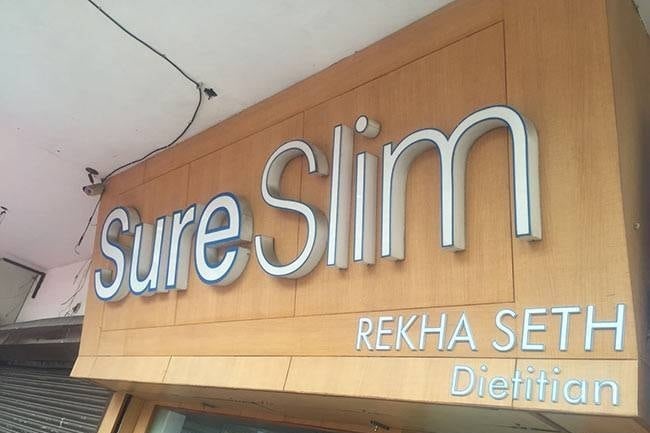 Sure Slim
REKHA SETH
Dietitian